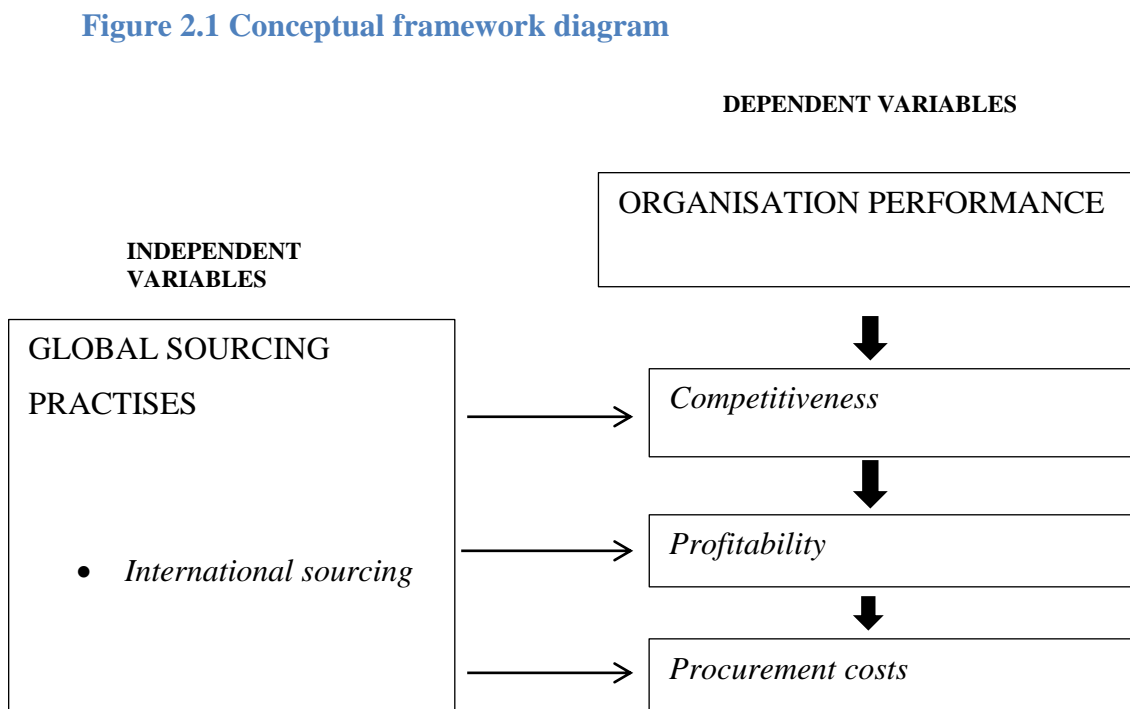 Figure 2.1 Conceptual framework diagram
DEPENDENT VARIABLES
ORGANISATION PERFORMANCE
INDEPENDENT
VARIABLES
GLOBAL SOURCING
PRACTISES
• International sourcing
Competitiveness
Profitability
Procurement costs